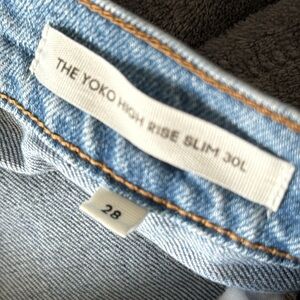 THE YOKO HIGH RISE SLIM 30L
28